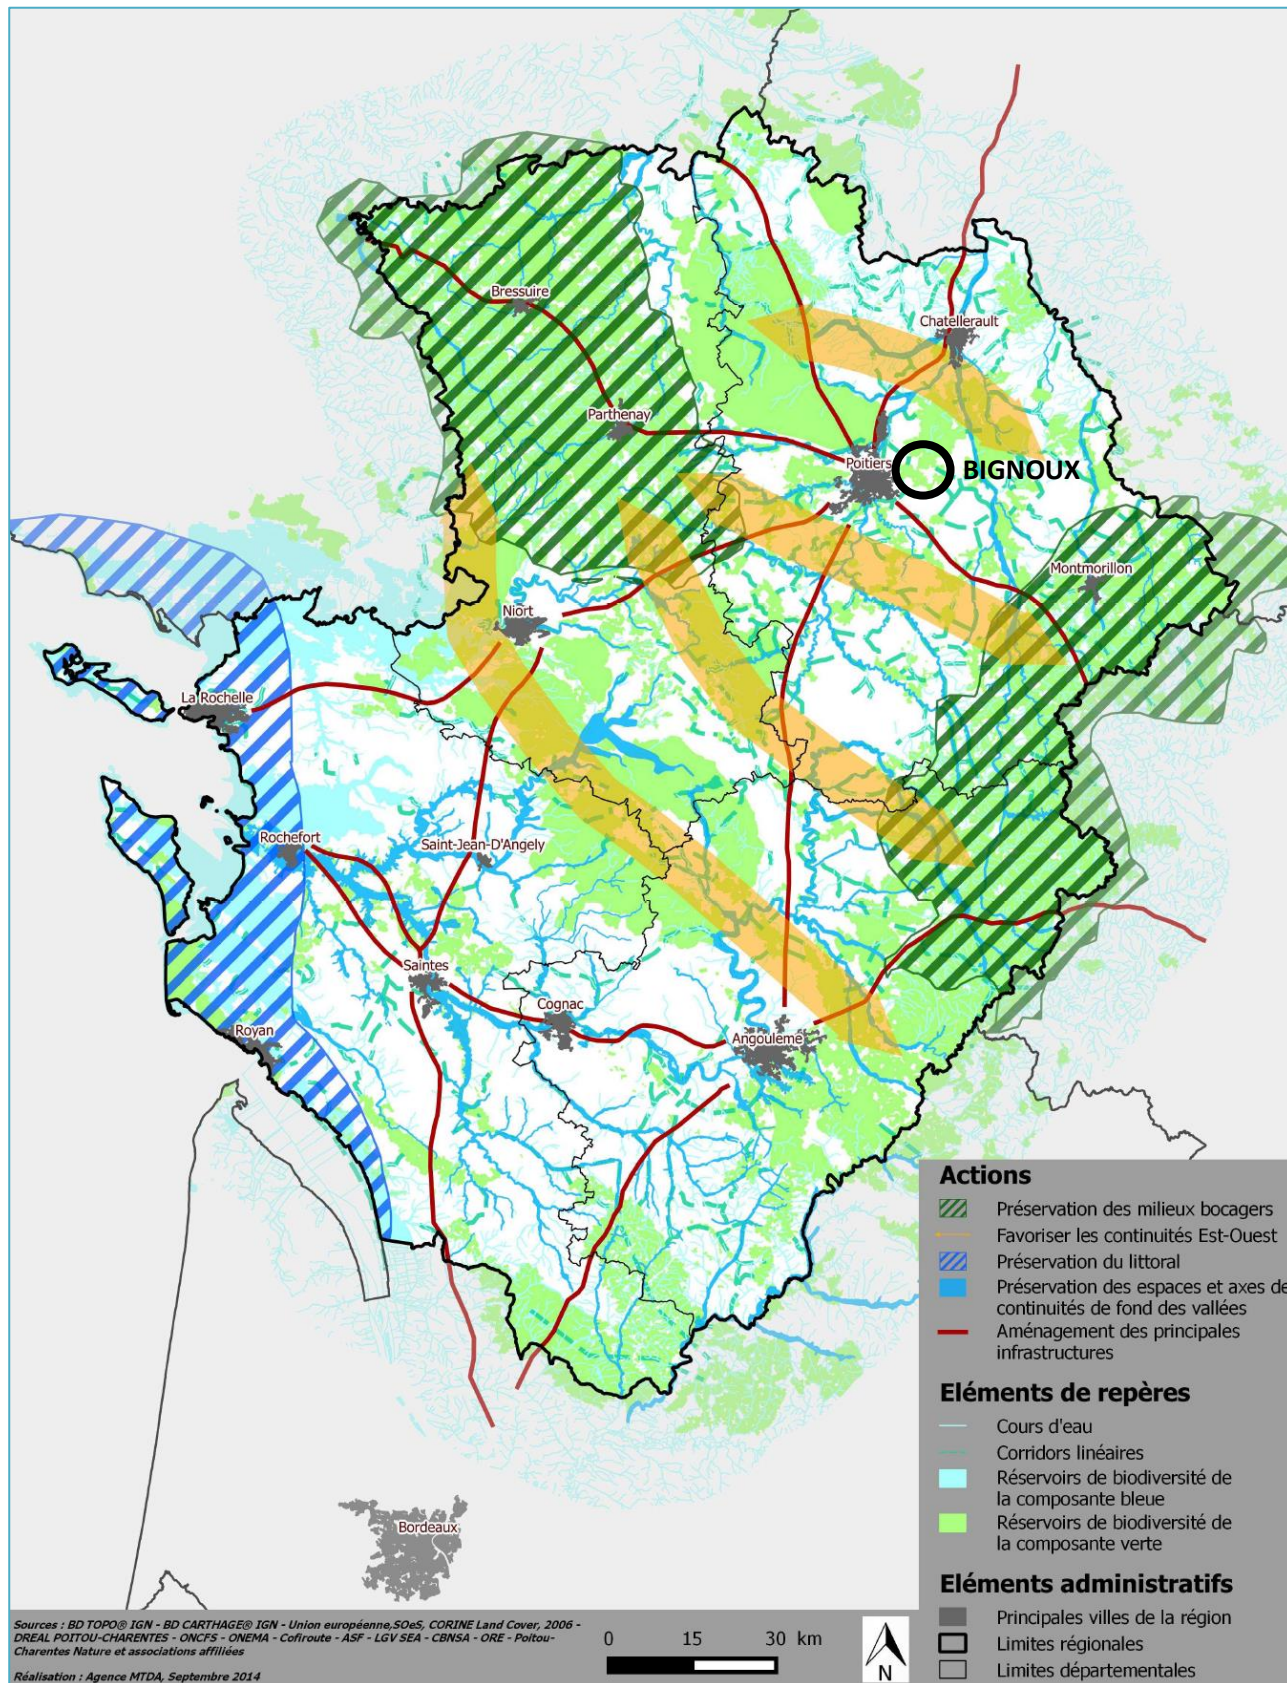 Bressuire
Chatellerault
Parthenay
Poitiers
BIGNOUX
Montmorillon
Niort
La Rochelle
Rochefort
Saint-Jean-D'Angely
Saintes
Cognac
Royan
Angouleme
Bordeaux
Actions
Préservation des milieux bocagers
Favoriser les continuités Est-Ouest
Préservation du littoral
Préservation des espaces et axes de
continuités de fond des vallées
Aménagement des principales
infrastructures
Eléments de repères
Cours d'eau
Corridors linéaires
Réservoirs de biodiversité de
la composante bleue
Réservoirs de biodiversité de
la composante verte
Eléments administratifs
Principales villes de la région
Limites régionales
Limites départementales
Sources : BD TOPO® IGN - BD CARTHAGE® IGN - Union européenne,SOeS, CORINE Land Cover, 2006 -
DREAL POITOU-CHARENTES - ONCFS - ONEMA - Cofiroute - ASF - LGV SEA - CBNSA - ORE - Poitou-
Charentes Nature et associations affiliées
Réalisation : Agence MTDA, Septembre 2014
0 15 30 km
N